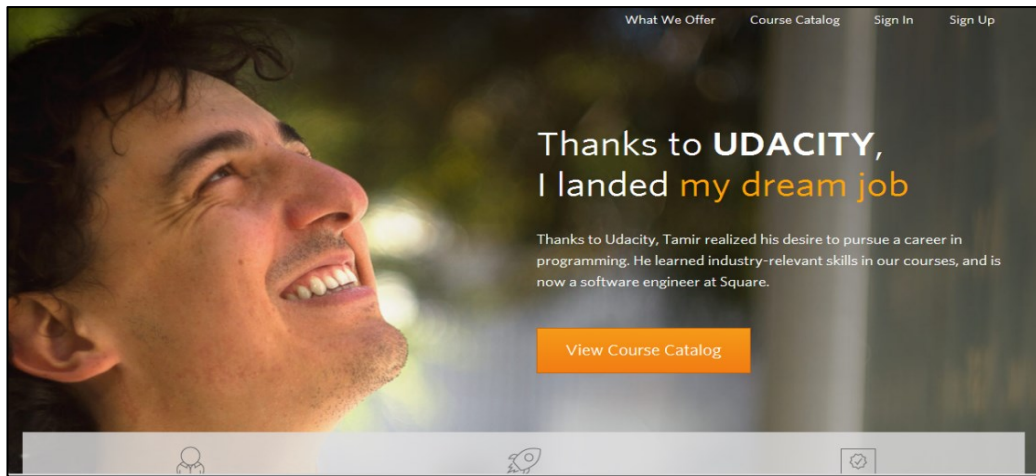 What We Offer Course Catalog Sign In Sign Up
Thanks to UDACITY,
I landed my dream job
Thanks to Udacity, Tamir realized his desire to pursue a career in
programming. He learned industry-relevant skills in our courses, and is
now a software engineer at Square.
View Course Catalog